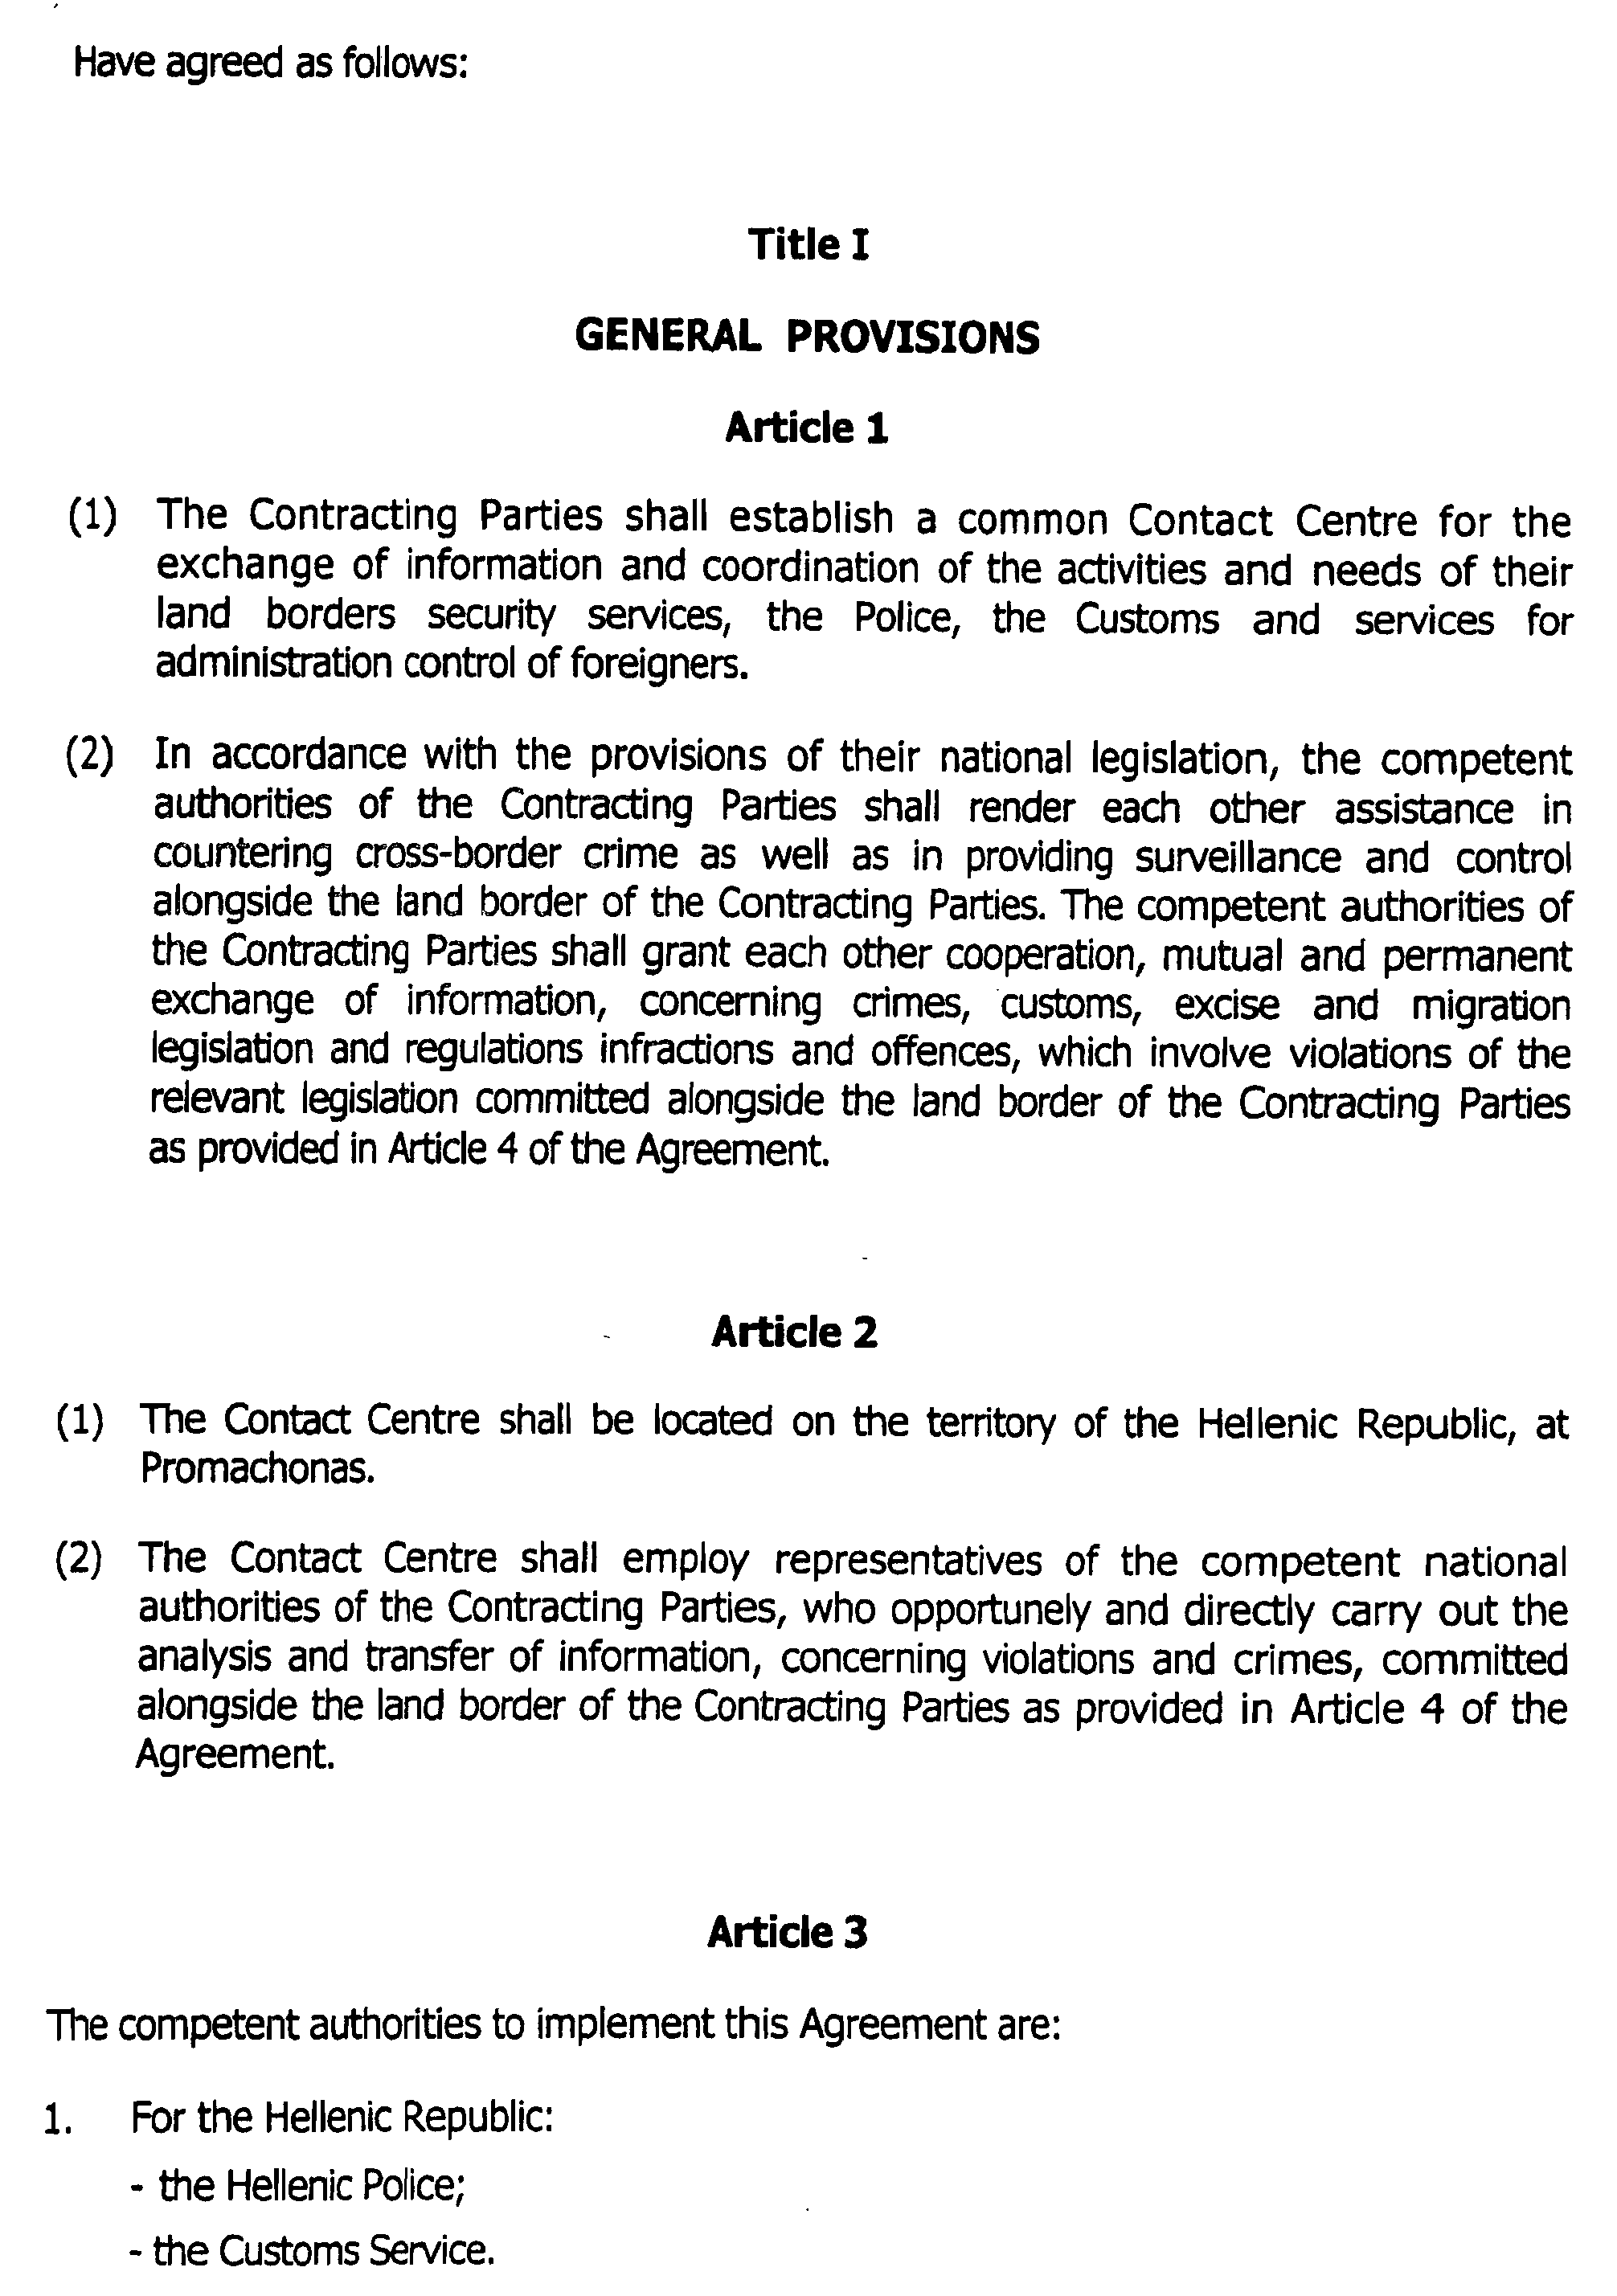 Have agreed as follows:
Title I
GENERAL PROVISIONS
Article 1
(1) The Contracting Parties shall establish a common Contact Centre for the
exchange of information and coordination of the activities and needs of their
land borders security services, the Police, the Customs and services for
administration control of foreigners.
(2) In accordance with the provisions of their national legislation, the competent
authorities of the Contracting Parties shall render each other assistance in
countering cross-border crime as well as in providing surveillance and control
alongside the land border of the Contracting Parties. The competent authorities of
the Contracting Parties shall grant each other cooperation, mutual and permanent
exchange of information, concerning crimes, customs, excise and migration
legislation and regulations infractions and offences, which involve violations of the
relevant legislation committed alongside the land border of the Contracting Parties
as provided in Article 4 of the Agreement.
Article 2
(1) The Contact Centre shall be located on the territory of the Hellenic Republic, at
Promachonas.
(2) The Contact Centre shall employ representatives of the competent national
authorities of the Contracting Parties, who opportunely and directly carry out the
analysis and transfer of information, concerning violations and crimes, committed
alongside the land border of the Contracting Parties as provided in Article 4 of the
Agreement.
Article 3
The competent authorities to implement this Agreement are:
1. For the Hellenic Republic:
- the Hellenic Police;
- the Customs Service.